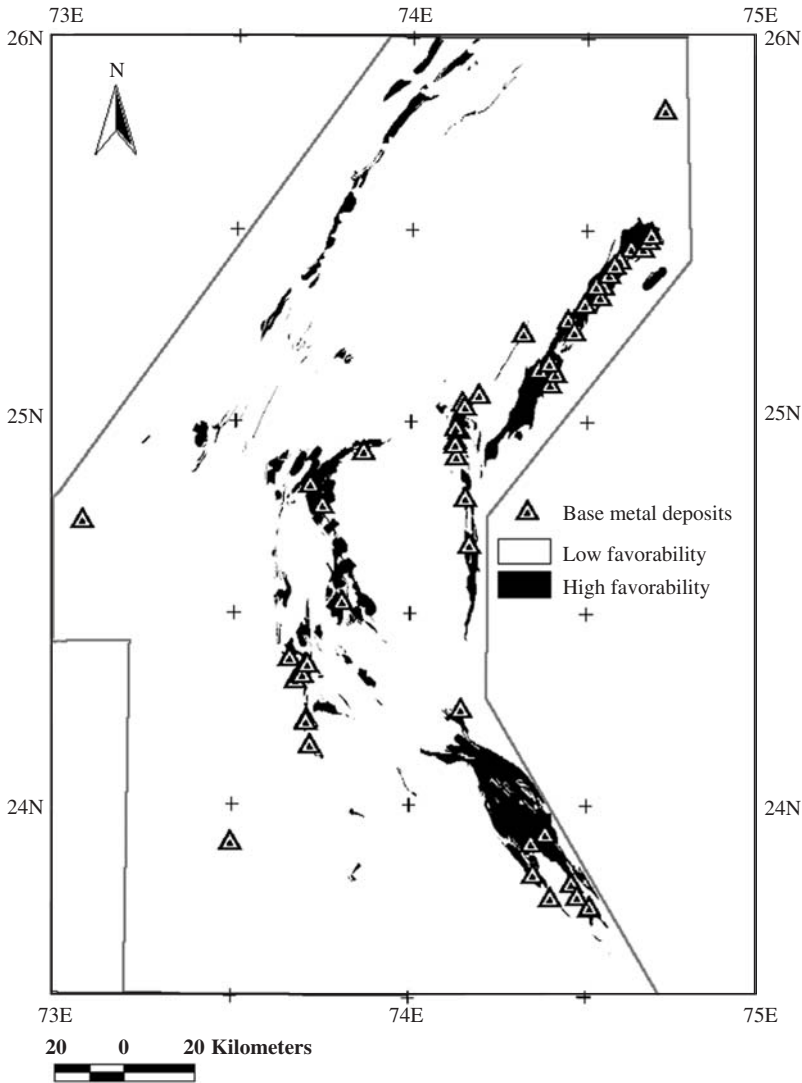 73E 74E 75E
26N 26N
N
25N 25N
Base metal deposits
Low favorability
High favorability
24N 24N
73E 74E 75E
20 0 20 Kilometers